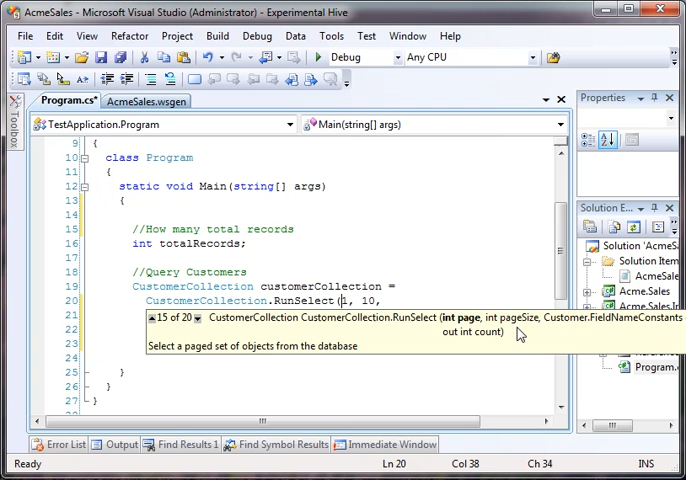 AcmeSales - Microsoft Visual Studio (Administrator) - Experimental Hive
File Edit View Refactor Project Build Debug Data Tools Test Window Help
Debug Any CPU
Program.cs* AcmeSales.wsgen
Properties
Toolbox
TestApplication.Program Main(string[] args)
9
10 class Program
11 {
12 static void Main(string[] args)
13 {
14
15 //How many total records
16 int totalRecords;
17
18 //Query Customers
19 CustomerCollection customerCollection =
20 CustomerCollection.RunSelect(1, 10,
21
15 of 20 CustomerCollection CustomerCollection.RunSelect (int page, int pageSize, Customer.FieldNameConstants
22
out int count)
23
Select a paged set of objects from the database
24
25 }
26 }
27 }
Solution E...
Solution 'AcmeS
Solution Item
AcmeSale
Acme.Sales
Acme.Sales
Program.c
Error List Output Find Results 1 Find Symbol Results Immediate Window
Ready Ln 20 Col 38 Ch 34